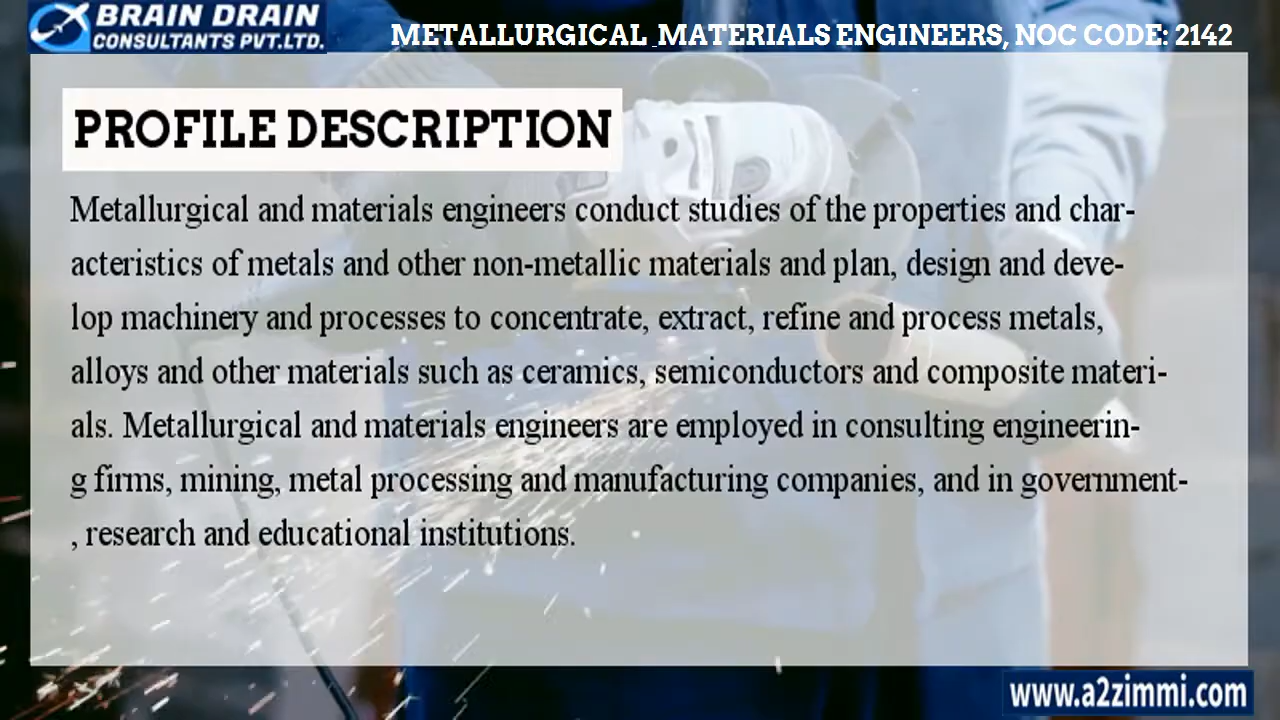 BRAIN DRAIN
CONSULTANTS PVT.LTD.
METALLURGICAL MATERIALS ENGINEERS, NOC CODE: 2142
PROFILE DESCRIPTION
Metallurgical and materials engineers conduct studies of the properties and char-
acteristics of metals and other non-metallic materials and plan, design and deve-
lop machinery and processes to concentrate, extract, refine and process metals,
alloys and other materials such as ceramics, semiconductors and composite materi-
als. Metallurgical and materials engineers are employed in consulting engineerin-
g firms, mining, metal processing and manufacturing companies, and in government-
, research and educational institutions.
www.a2zimmi.com